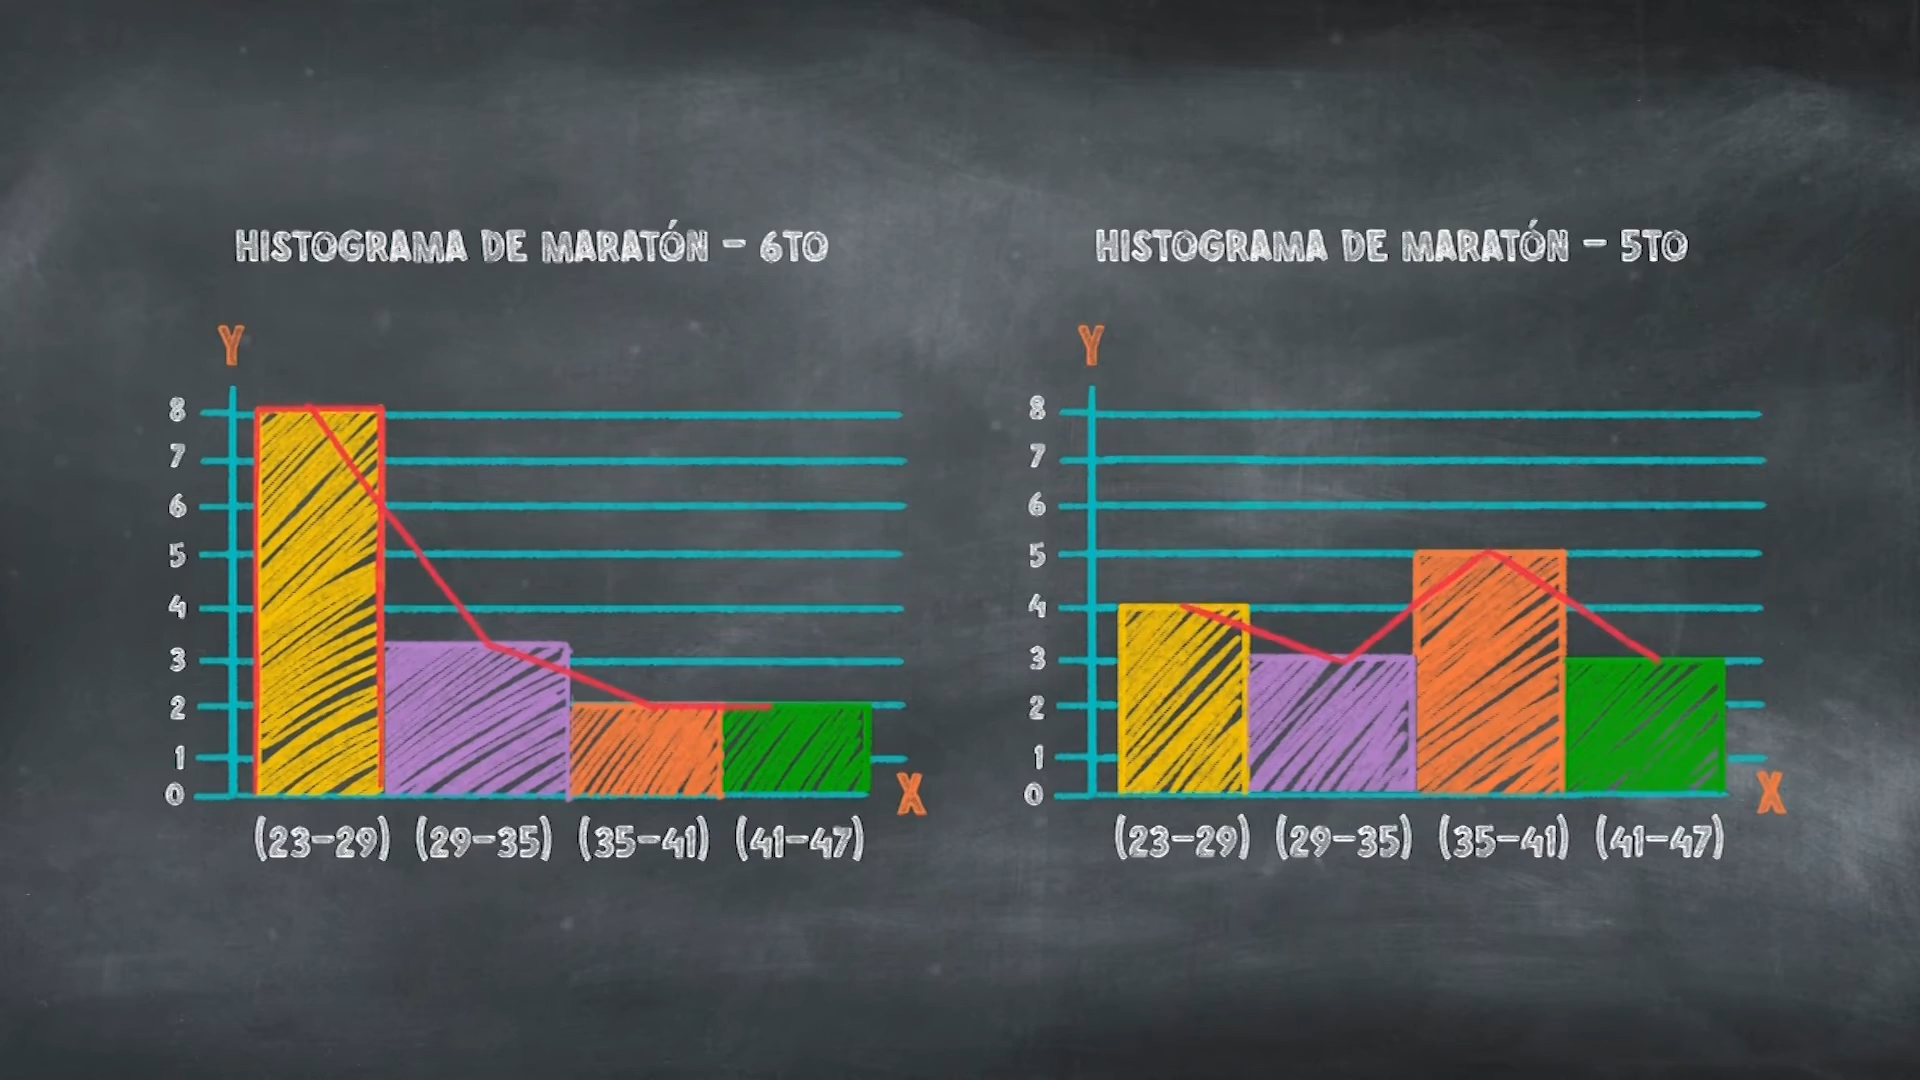 HISTOGRAMA DE MARATÓN - 6TO
Y
8
7
6
5
4
3
2
1
0
X
(23-29) (29-35) (35-41) (41-47)
HISTOGRAMA DE MARATÓN - 5TO
Y
8
7
6
5
4
3
2
1
0
X
(23-29) (29-35) (35-41) (41-47)